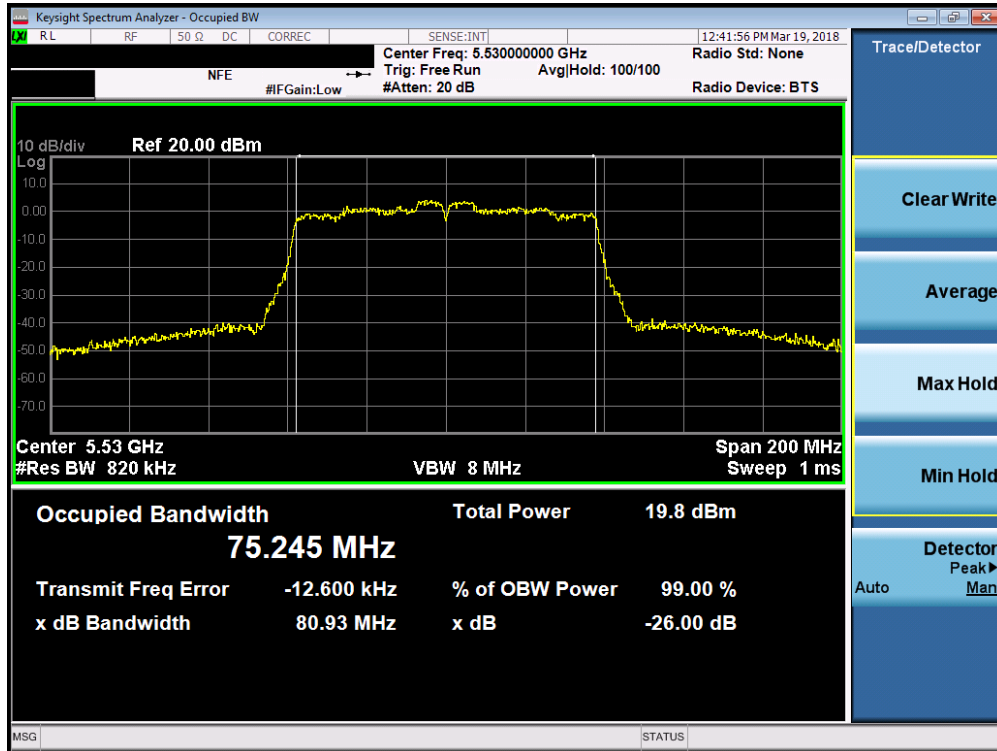 Keysight Spectrum Analyzer - Occupied BW
LXI RL RF 50 Ω DC CORREC SENSE:INT 12:41:56 PM Mar 19, 2018
Center Freq: 5.530000000 GHz Radio Std: None
NFE Trig: Free Run Avg|Hold: 100/100
#IFGain:Low #Atten: 20 dB Radio Device: BTS
Trace/Detector
10 dB/div Ref 20.00 dBm
Log
10.0
0.00
-10.0
-20.0
-30.0
-40.0
-50.0
-60.0
-70.0
Center 5.53 GHz Span 200 MHz
#Res BW 820 kHz VBW 8 MHz Sweep 1 ms
Occupied Bandwidth Total Power 19.8 dBm
75.245 MHz
Transmit Freq Error -12.600 kHz % of OBW Power 99.00 %
x dB Bandwidth 80.93 MHz x dB -26.00 dB
Clear Write
Average
Max Hold
Min Hold
Detector
Peak▶
Auto Man
MSG STATUS